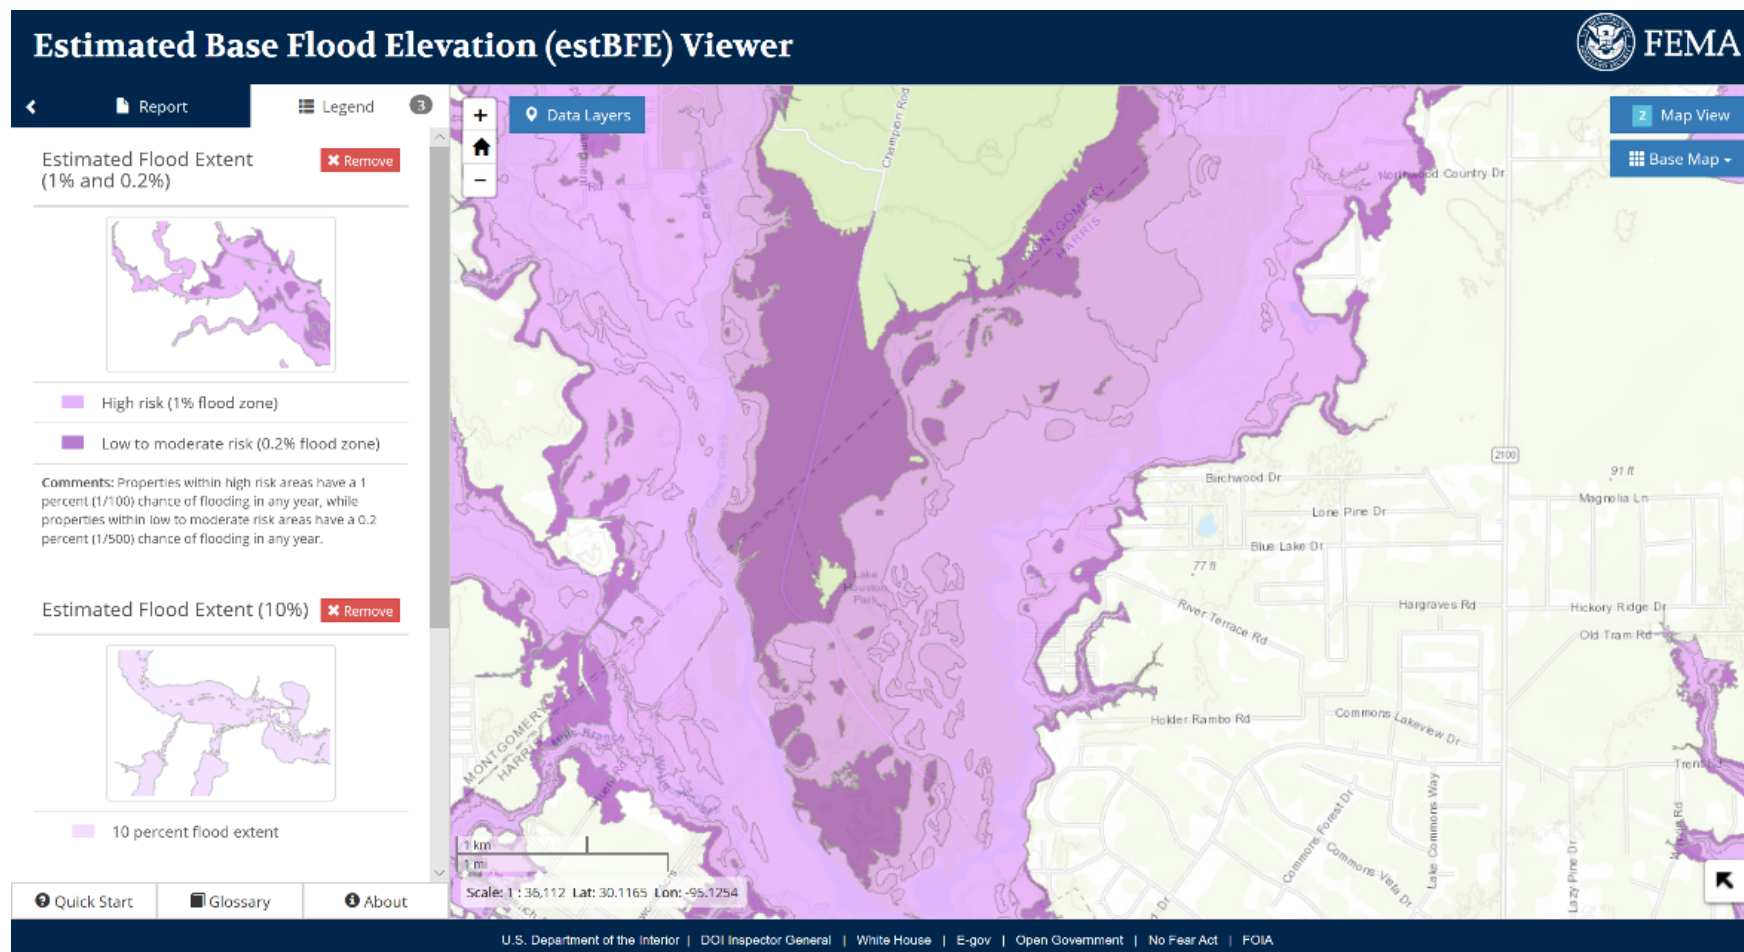 Estimated Base Flood Elevation (estBFE) Viewer
FEMA
Report
Legend
3
+
Data Layers
−
2 Map View
Base Map
Estimated Flood Extent
(1% and 0.2%)
Remove
High risk (1% flood zone)
Low to moderate risk (0.2% flood zone)
Comments: Properties within high risk areas have a 1
percent (1/100) chance of flooding in any year, while
properties within low to moderate risk areas have a 0.2
percent (1/500) chance of flooding in any year.
Estimated Flood Extent (10%)
Remove
10 percent flood extent
Quick Start
Glossary
About
Champion Rd
Northwood Country Dr
MONTGOMERY
HARRIS
2100
91 ft
Birchwood Dr
Magnolia Ln
Lone Pine Dr
Blue Lake Dr
77 ft
Lake
Houston
Park
River Terrace Rd
Hargraves Rd
Hickory Ridge Dr
Old Tram Rd
Holder Rambo Rd
Commons Lakeview Dr
MONTGOMERY
HARRIS
Commons Forest Dr
Commons Vista Dr
Lake Commons Way
Lazy Pine Dr
1 km
1 mi
Scale: 1 : 36,112 Lat: 30.1165 Lon: -95.1254
U.S. Department of the Interior | DOI Inspector General | White House | E-gov | Open Government | No Fear Act | FOIA